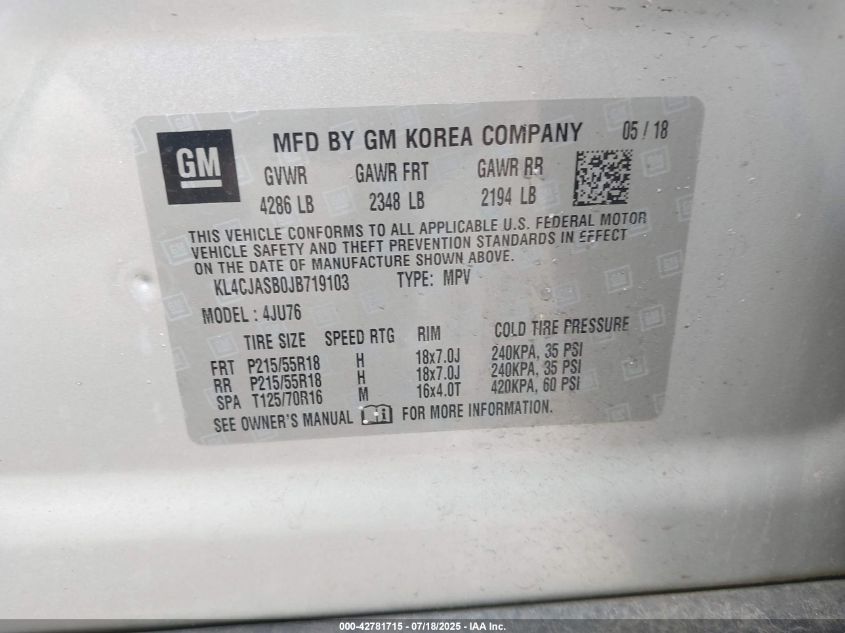 GM
MFD BY GM KOREA COMPANY 05 / 18
GVWR GAWR FRT GAWR RR
4286 LB 2348 LB 2194 LB
THIS VEHICLE CONFORMS TO ALL APPLICABLE U.S. FEDERAL MOTOR
VEHICLE SAFETY AND THEFT PREVENTION STANDARDS IN EFFECT
ON THE DATE OF MANUFACTURE SHOWN ABOVE.
KL4CJASB0JB719103 TYPE: MPV
MODEL : 4JU76
TIRE SIZE SPEED RTG RIM COLD TIRE PRESSURE
FRT P215/55R18 H 18x7.0J 240KPA, 35 PSI
RR P215/55R18 H 18x7.0J 240KPA, 35 PSI
SPA T125/70R16 M 16x4.0T 420KPA, 60 PSI
SEE OWNER'S MANUAL FOR MORE INFORMATION.
000-42781715 - 07/18/2025 - IAA Inc.